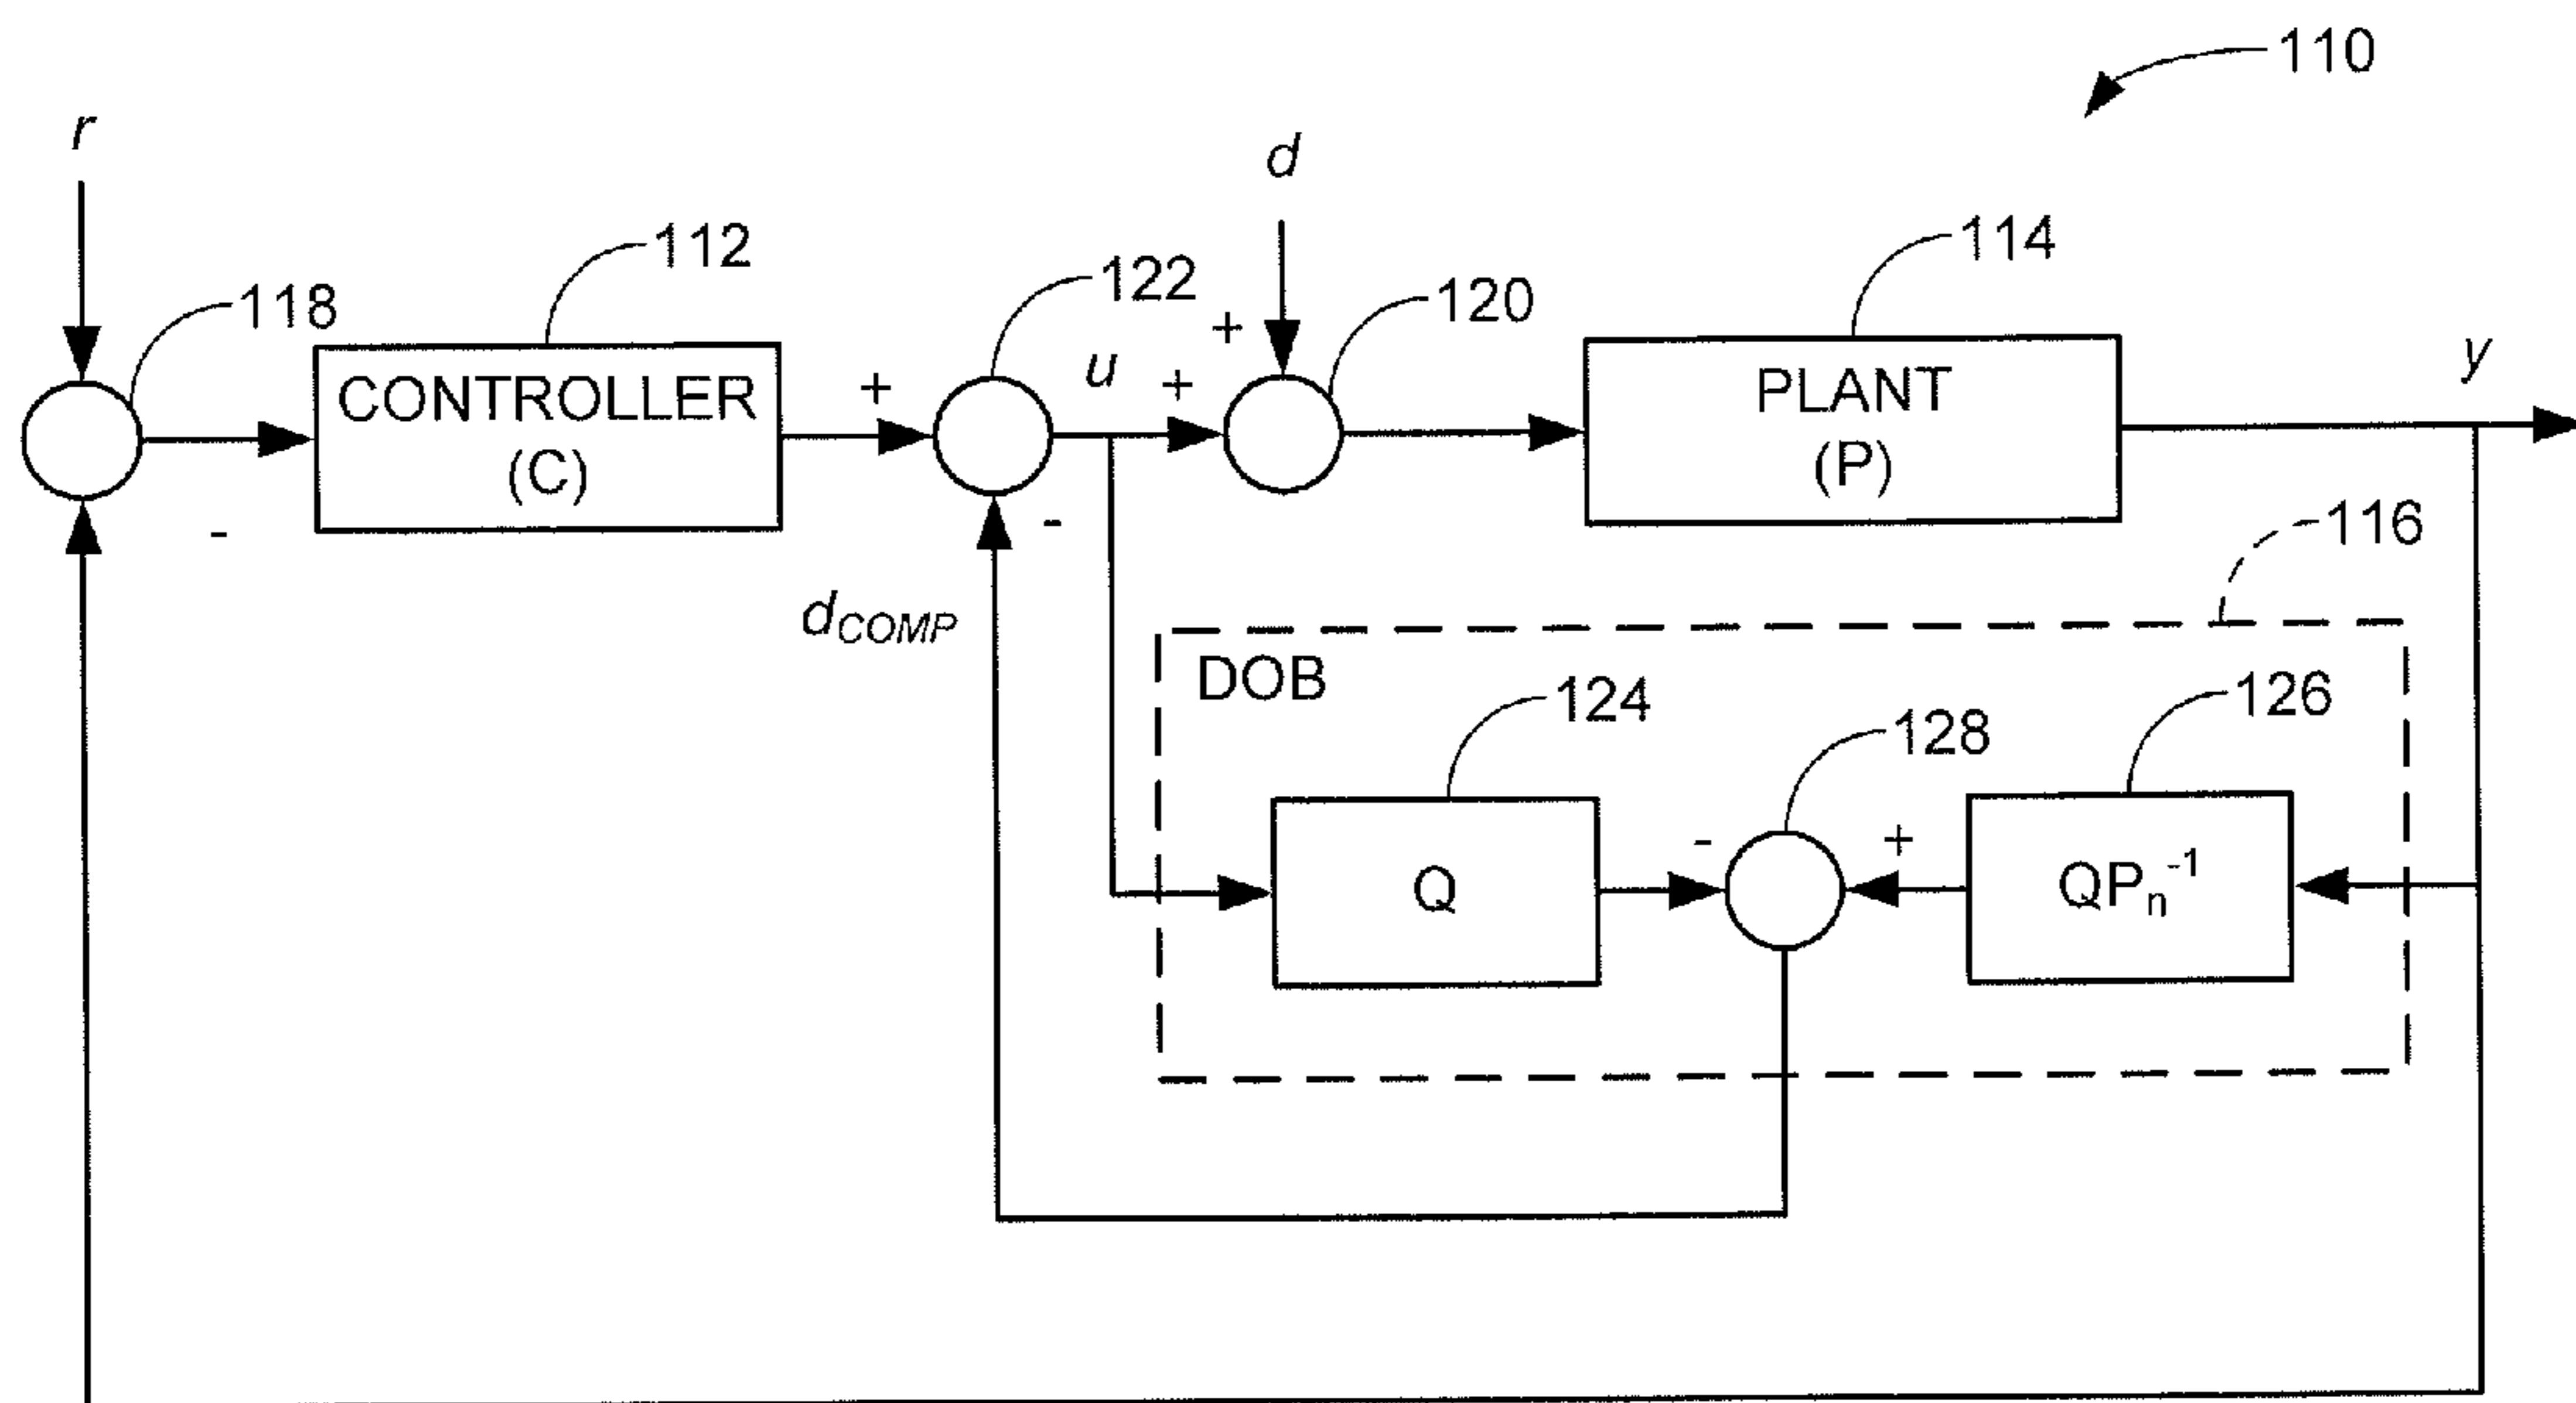 110
r
d
112
114
122
118
120
+
y
u
CONTROLLER
(C)
+
+
PLANT
(P)
-
-
116
d_COMP
DOB
124
126
128
-
+
Q
QP_n^-1